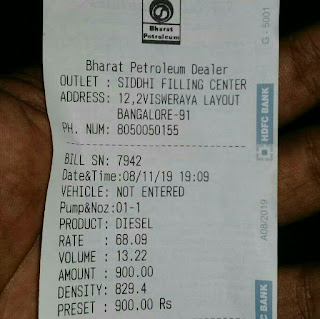 Bharat
Petroleum
G - 5001
Bharat Petroleum Dealer
OUTLET : SIDDHI FILLING CENTER
ADDRESS: 12,2VISWERAYA LAYOUT
BANGALORE-91
PH. NUM: 8050050155
HDFC BANK
BILL SN: 7942
Date&Time:08/11/19 19:09
VEHICLE: NOT ENTERED
Pump&Noz:01-1
PRODUCT: DIESEL
RATE : 68.09
VOLUME : 13.22
AMOUNT : 900.00
DENSITY: 829.4
PRESET : 900.00 Rs
A08/2019
FC BANK